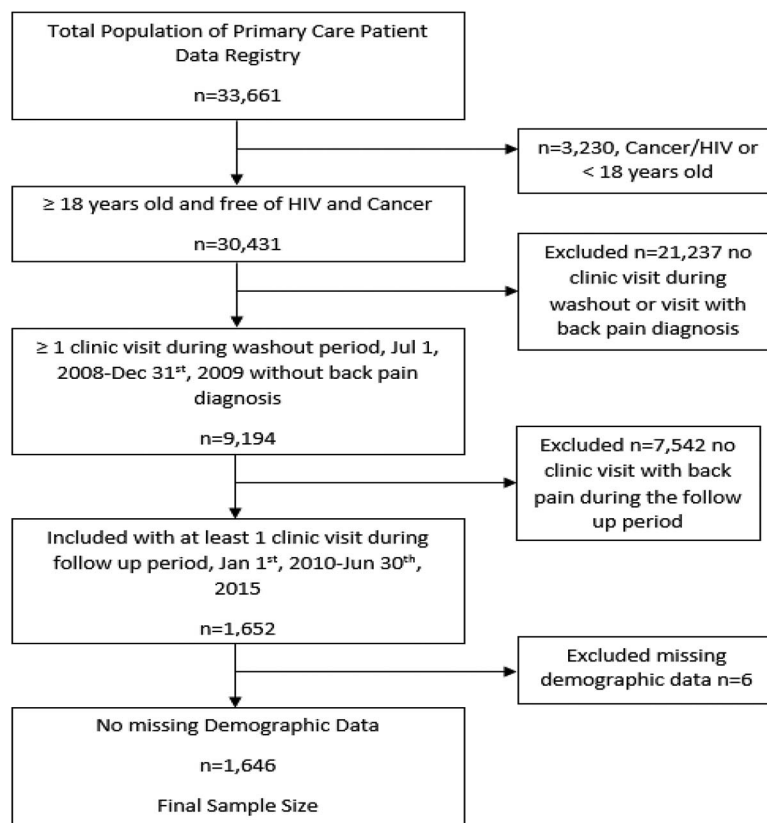 Total Population of Primary Care Patient
Data Registry
n=33,661
n=3,230, Cancer/HIV or
< 18 years old
≥ 18 years old and free of HIV and Cancer
n=30,431
Excluded n=21,237 no
clinic visit during
washout or visit with
back pain diagnosis
≥ 1 clinic visit during washout period, Jul 1,
2008-Dec 31st, 2009 without back pain
diagnosis
n=9,194
Excluded n=7,542 no
clinic visit with back
pain during the follow
up period
Included with at least 1 clinic visit during
follow up period, Jan 1st, 2010-Jun 30th,
2015
n=1,652
Excluded missing
demographic data n=6
No missing Demographic Data
n=1,646
Final Sample Size